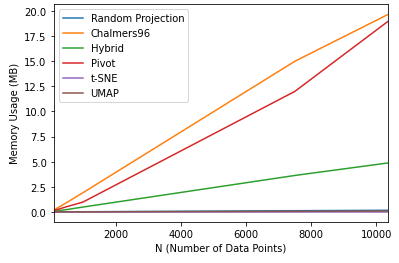 20.0
17.5
15.0
12.5
10.0
7.5
5.0
2.5
0.0
Memory Usage (MB)
Random Projection
Chalmers96
Hybrid
Pivot
t-SNE
UMAP
2000 4000 6000 8000 10000
N (Number of Data Points)